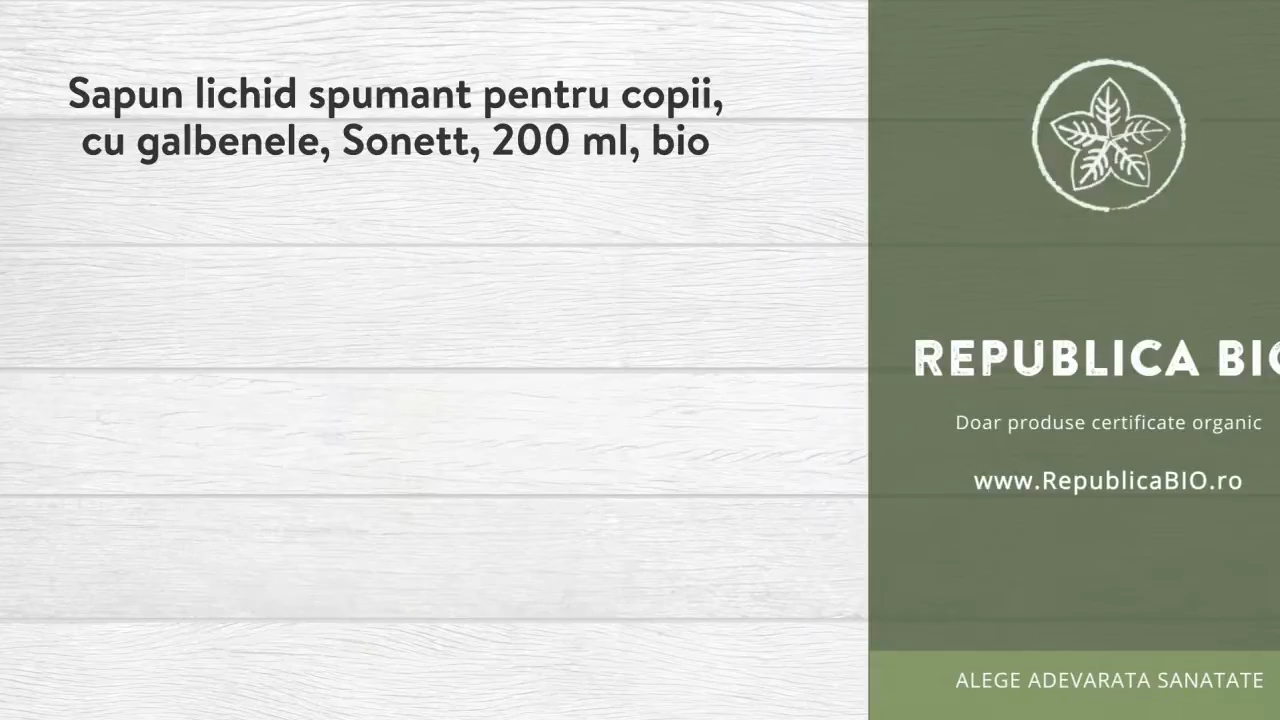 Sapun lichid spumant pentru copii,
cu galbenele, Sonett, 200 ml, bio
REPUBLICA BIO
Doar produse certificate organic
www.RepublicaBIO.ro
ALEGE ADEVARATA SANATATE